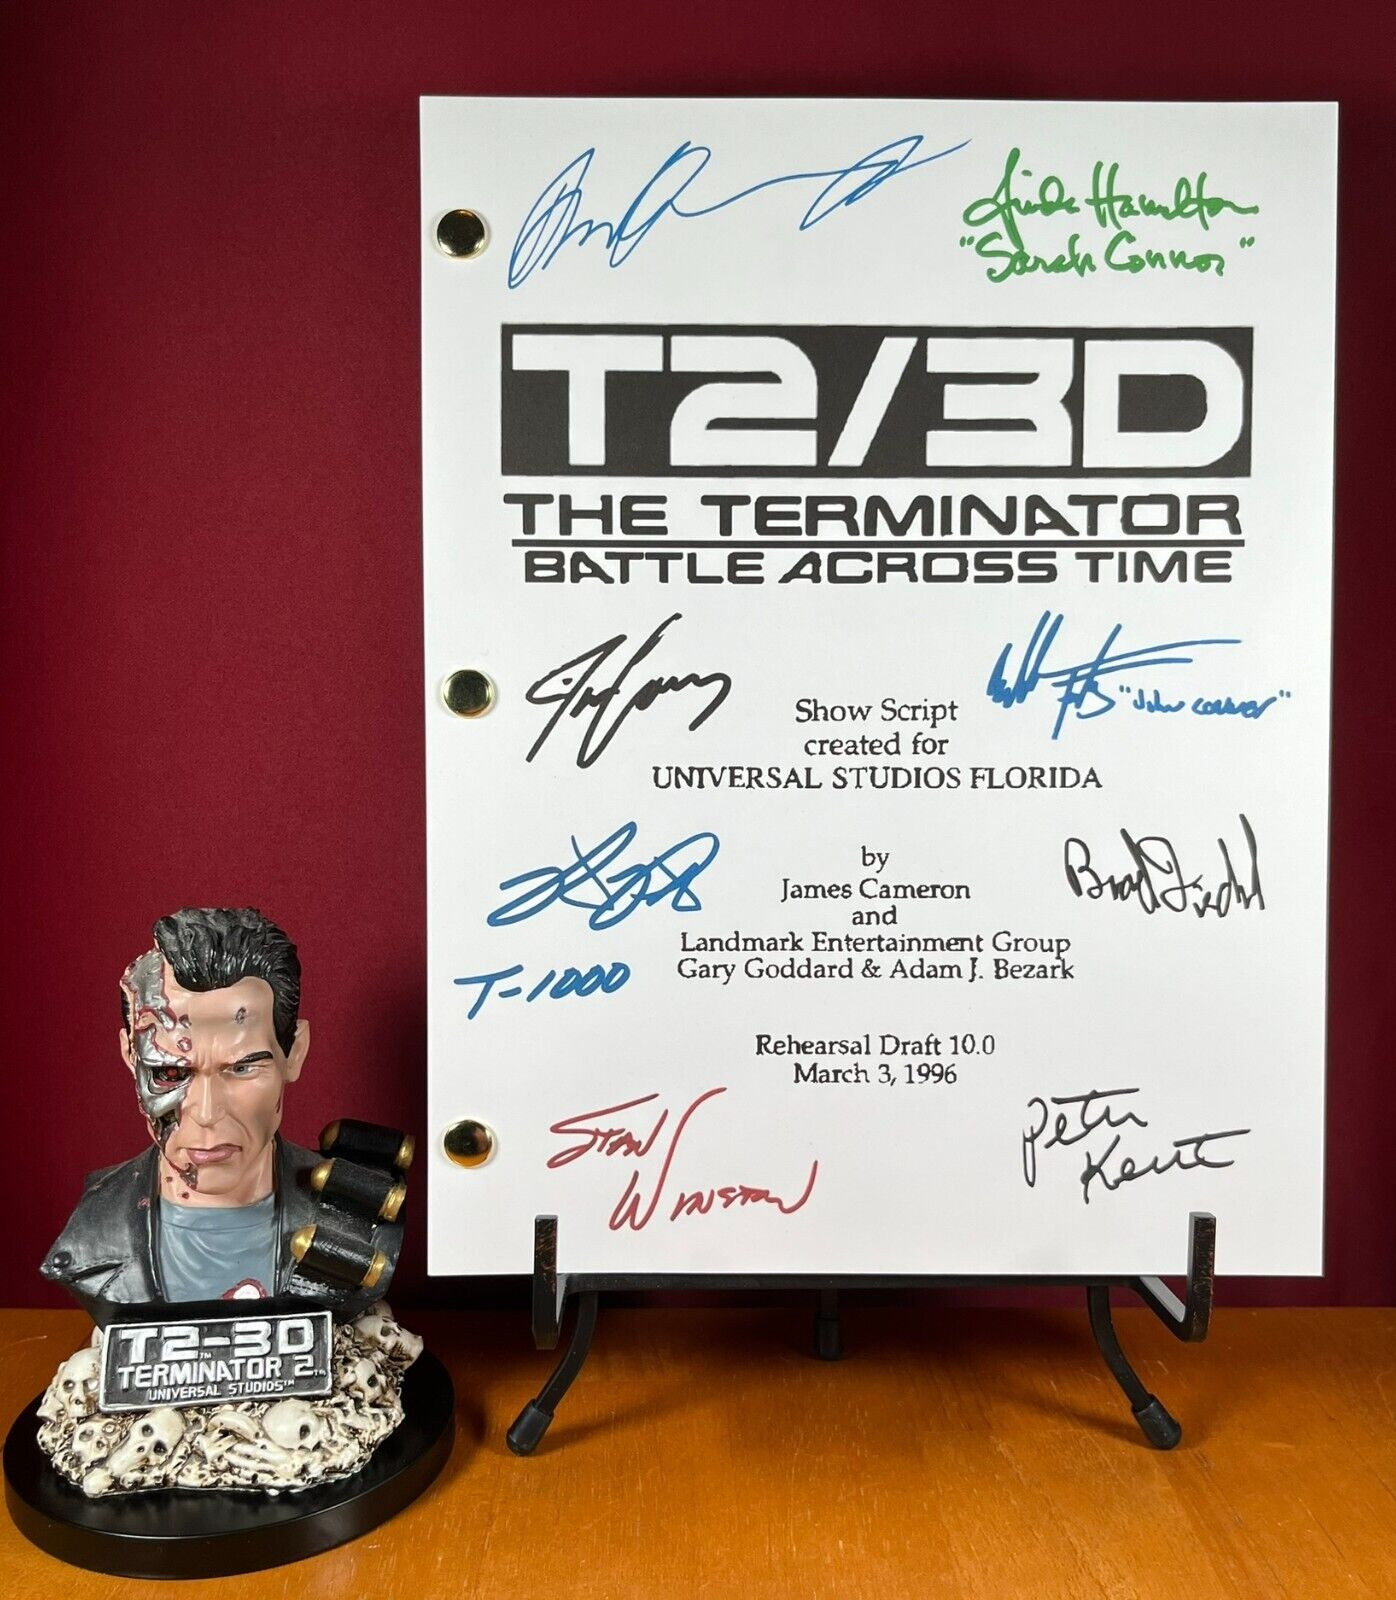 Linda Hamilton
"Sarah Connor"
T2/3D
THE TERMINATOR
BATTLE ACROSS TIME
"John Connor"
Show Script
created for
UNIVERSAL STUDIOS FLORIDA
by
James Cameron
and
Landmark Entertainment Group
Gary Goddard & Adam J. Bezark
Brad Fiedel
T-1000
Rehearsal Draft 10.0
March 3, 1996
Stan Winston
Peter Kent
T2-3D
TERMINATOR 2
UNIVERSAL STUDIOS